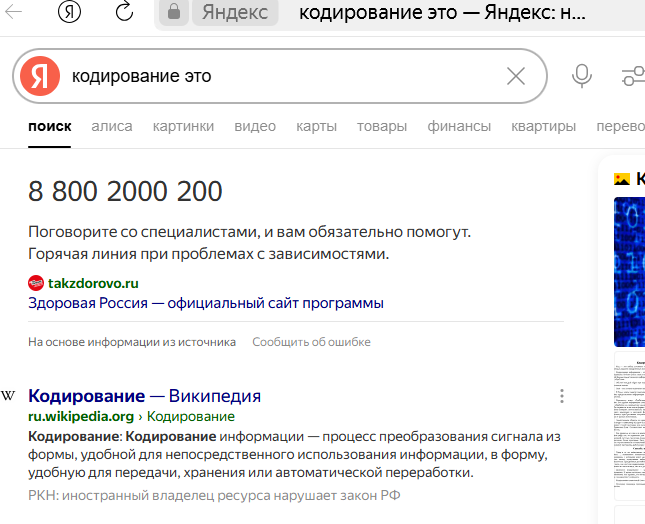 Яндекс кодирование это — Яндекс: н...
Я кодирование это
поиск алиса картинки видео карты товары финансы квартиры перево
8 800 2000 200
Поговорите со специалистами, и вам обязательно помогут.
Горячая линия при проблемах с зависимостями.
takzdorovo.ru
Здоровая Россия — официальный сайт программы
На основе информации из источника Сообщить об ошибке
W Кодирование — Википедия
ru.wikipedia.org › Кодирование
Кодирование: Кодирование информации — процесс преобразования сигнала из
формы, удобной для непосредственного использования информации, в форму,
удобную для передачи, хранения или автоматической переработки.
РКН: иностранный владелец ресурса нарушает закон РФ